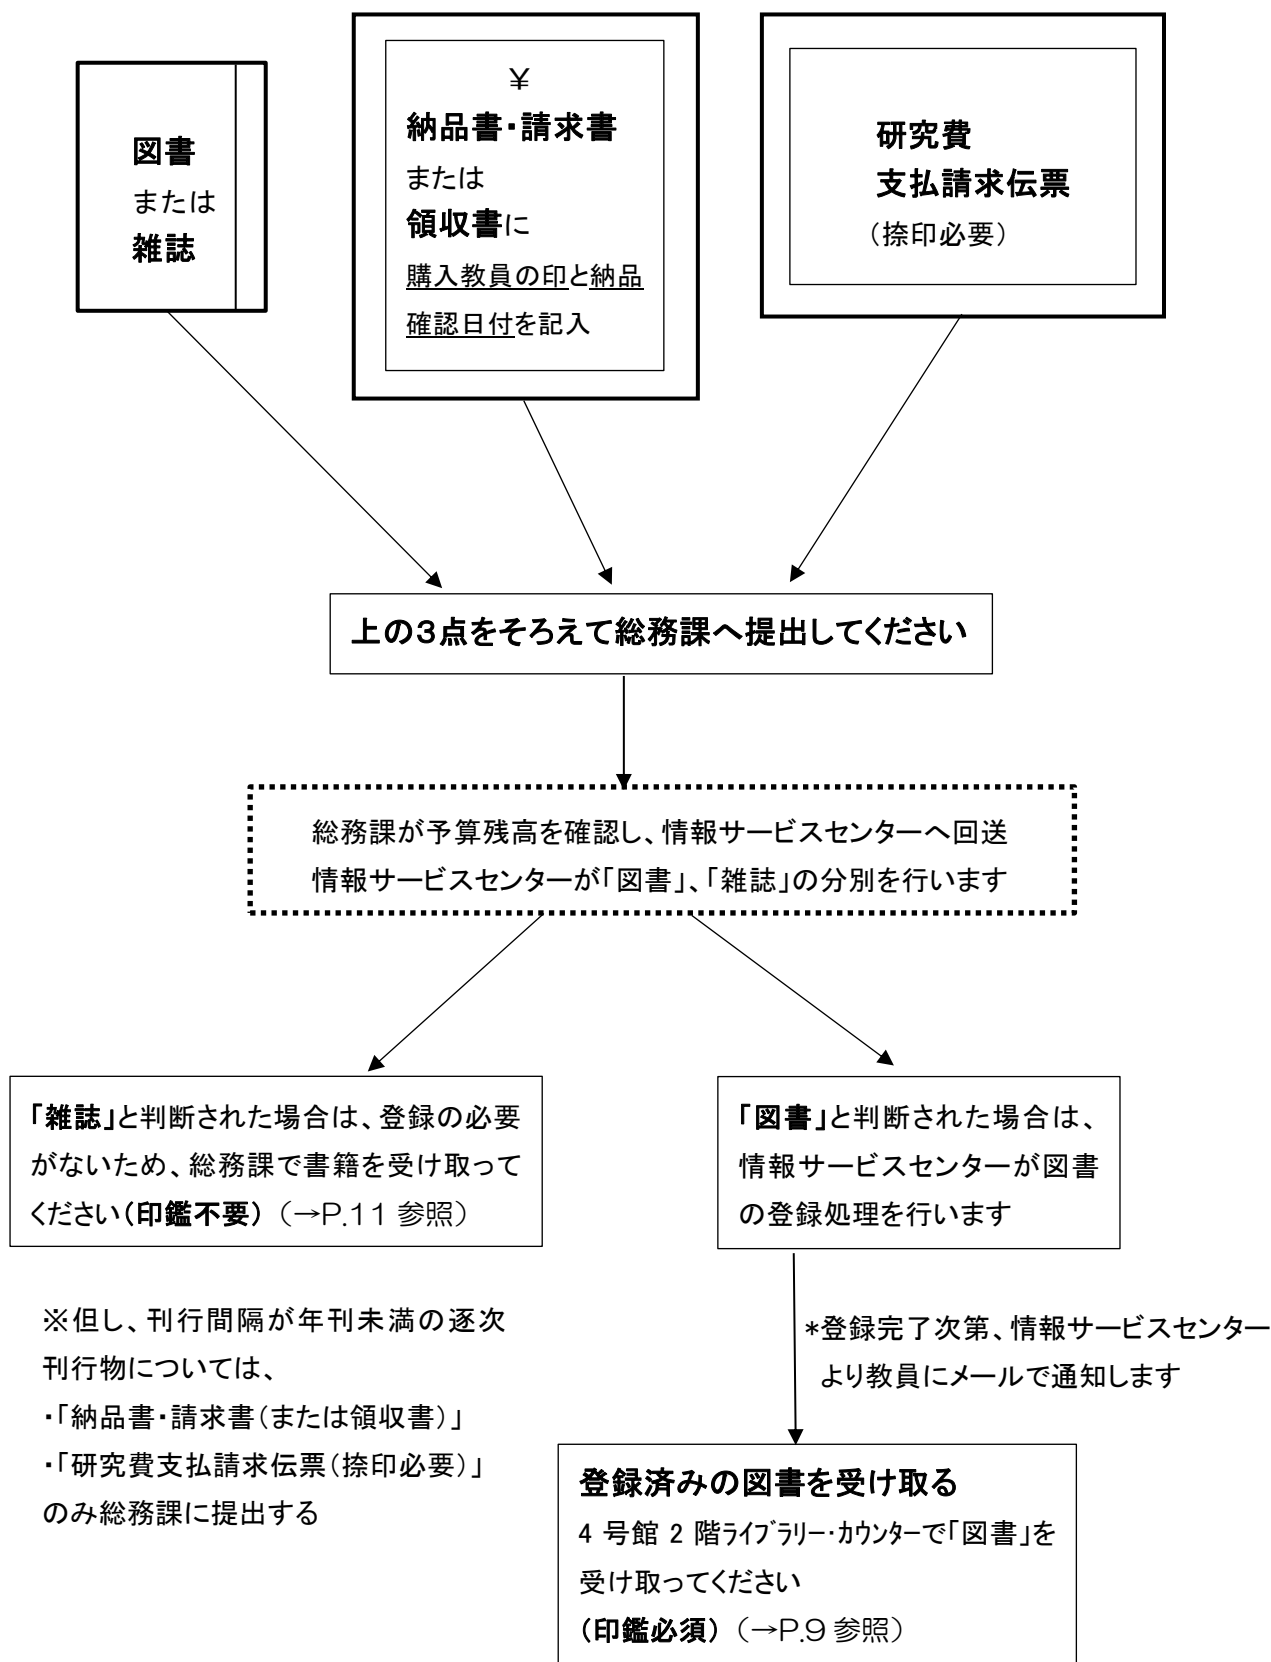 図書
または
雑誌
¥
納品書・請求書
または
領収書に
購入教員の印と納品
確認日付を記入
研究費
支払請求伝票
（捺印必要）
上の３点をそろえて総務課へ提出してください
総務課が予算残高を確認し、情報サービスセンターへ回送
情報サービスセンターが「図書」、「雑誌」の分別を行います
「雑誌」と判断された場合は、登録の必要
がないため、総務課で書籍を受け取って
ください（印鑑不要）（→P.11 参照）
※但し、刊行間隔が年刊未満の逐次
刊行物については、
・「納品書・請求書（または領収書）」
・「研究費支払請求伝票（捺印必要）」
のみ総務課に提出する
「図書」と判断された場合は、
情報サービスセンターが図書
の登録処理を行います
*登録完了次第、情報サービスセンター
より教員にメールで通知します
登録済みの図書を受け取る
4 号館 2 階ﾗｲﾌﾞﾗﾘｰ・ｶｳﾝﾀｰで「図書」を
受け取ってください
（印鑑必須）（→P.9 参照）